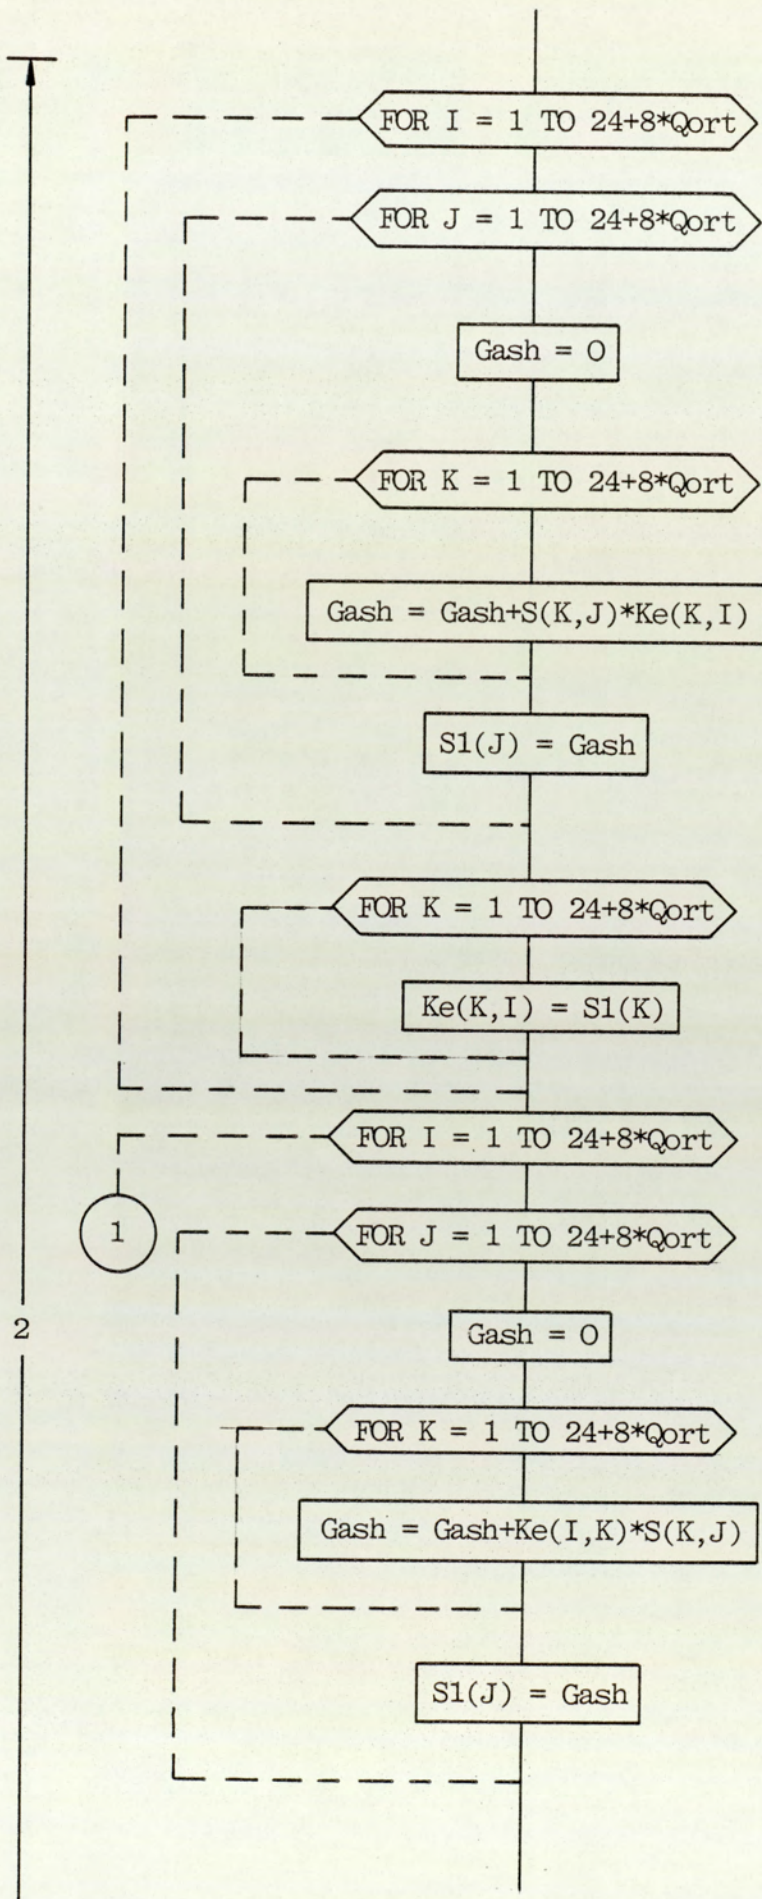 FOR I = 1 TO 24+8*Qort
FOR J = 1 TO 24+8*Qort
Gash = 0
FOR K = 1 TO 24+8*Qort
Gash = Gash+S(K,J)*Ke(K,I)
S1(J) = Gash
FOR K = 1 TO 24+8*Qort
Ke(K,I) = S1(K)
FOR I = 1 TO 24+8*Qort
1
FOR J = 1 TO 24+8*Qort
2
Gash = 0
FOR K = 1 TO 24+8*Qort
Gash = Gash+Ke(I,K)*S(K,J)
S1(J) = Gash